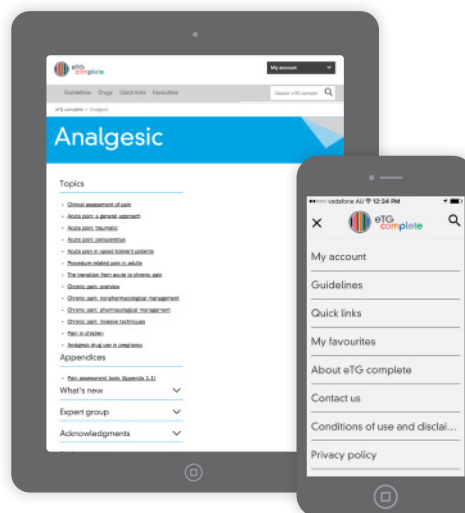 eTG
complete
My account
Guidelines Drugs Quick links Favourites
Search eTG complete
eTG complete > Analgesic
Analgesic
Topics
Clinical assessment of pain
Acute pain: a general approach
Acute pain: traumatic
Acute pain: perioperative
Acute pain in opioid-tolerant patients
Procedure-related pain in adults
The transition from acute to chronic pain
Chronic pain: overview
Chronic pain: nonpharmacological management
Chronic pain: pharmacological management
Chronic pain: invasive techniques
Pain in children
Analgesic drug use in pregnancy
Appendices
Pain assessment tools (Appendix 1.1)
What's new
Expert group
Acknowledgments
vodafone AU 12:34 PM
eTG
complete
My account
Guidelines
Quick links
My favourites
About eTG complete
Contact us
Conditions of use and disclai...
Privacy policy